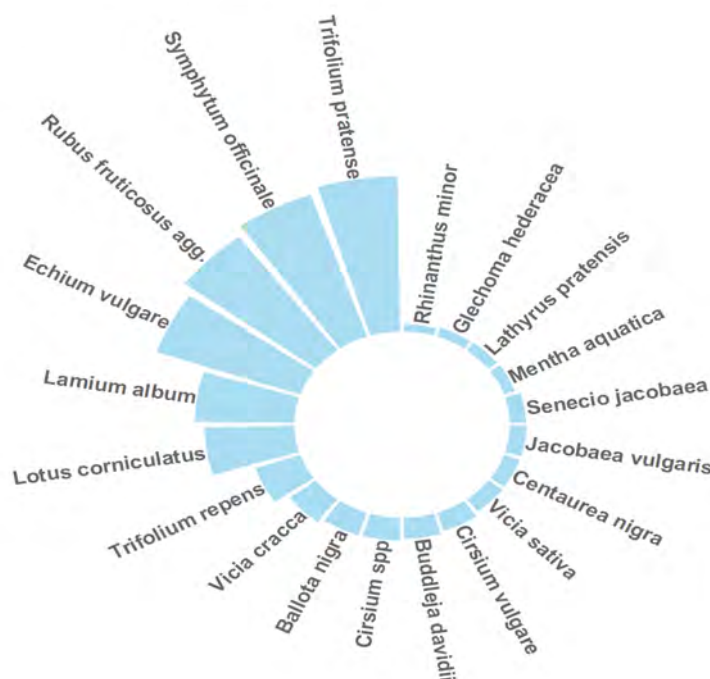 Trifolium pratense
Symphytum officinale
Rubus fruticosus agg.
Echium vulgare
Lamium album
Lotus corniculatus
Trifolium repens
Vicia cracca
Ballota nigra
Cirsium spp
Buddleja davidii
Cirsium vulgare
Vicia sativa
Centaurea nigra
Jacobaea vulgaris
Senecio jacobaea
Mentha aquatica
Lathyrus pratensis
Glechoma hederacea
Rhinanthus minor